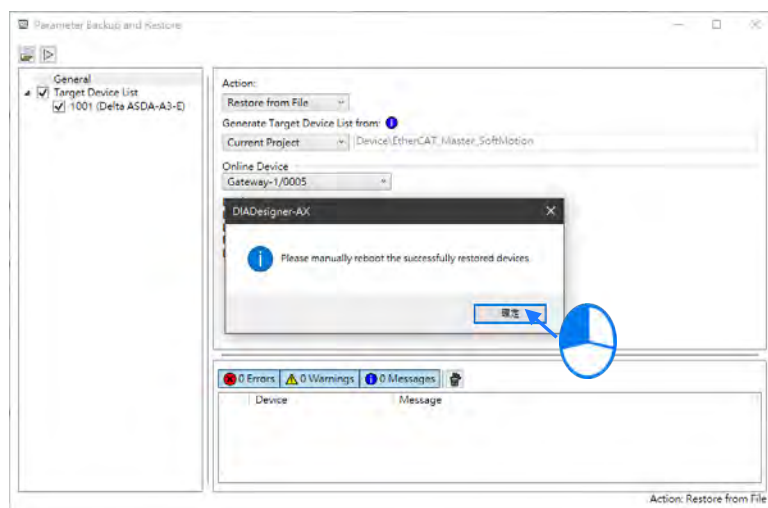 Parameter Backup and Restore
General
Target Device List
1001 (Delta ASDA-A3-E)
Action:
Restore from File
Generate Target Device List from:
Current Project
Device\EtherCAT_Master_SoftMotion
Online Device
Gateway-1/0005
DIADesigner-AX
Please manually reboot the successfully restored devices
確定
0 Errors
0 Warnings
0 Messages
Device
Message
Action: Restore from File